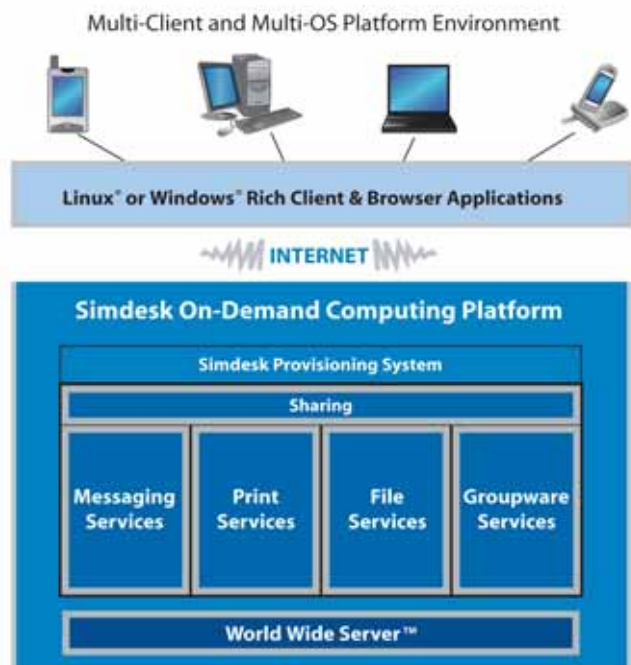 Multi-Client and Multi-OS Platform Environment
Linux® or Windows® Rich Client & Browser Applications
INTERNET
Simdesk On-Demand Computing Platform
Simdesk Provisioning System
Sharing
Messaging
Services
Print
Services
File
Services
Groupware
Services
World Wide Server™